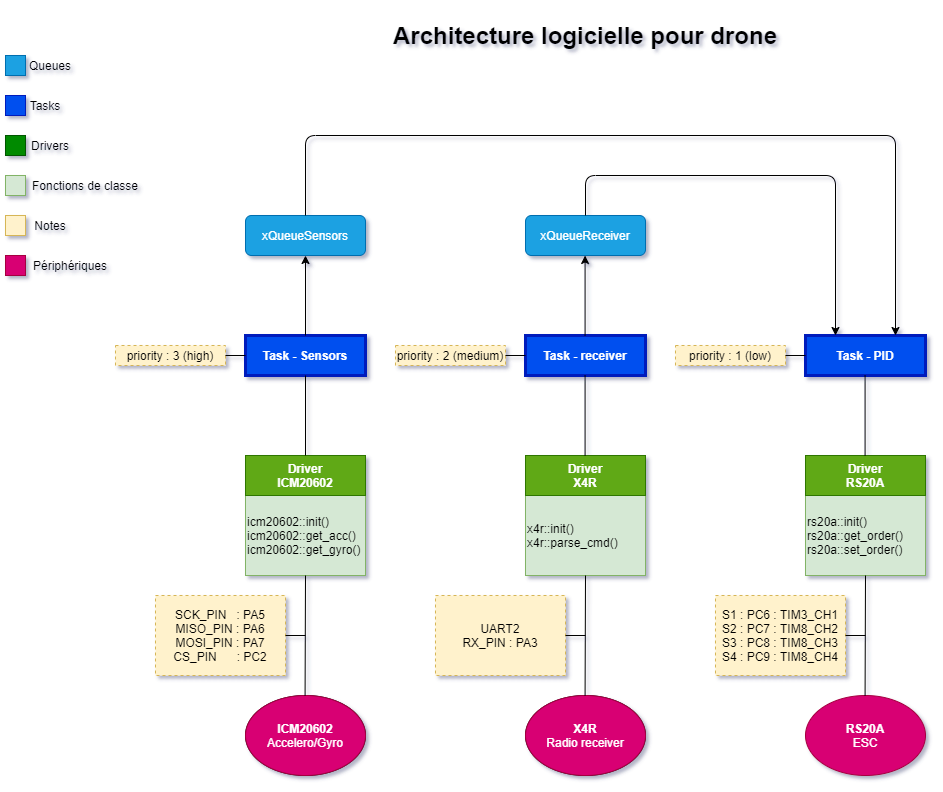 Architecture logicielle pour drone
Queues
Tasks
Drivers
Fonctions de classe
Notes
Périphériques
xQueueSensors
xQueueReceiver
priority : 3 (high)
Task - Sensors
priority : 2 (medium)
Task - receiver
priority : 1 (low)
Task - PID
Driver
ICM20602
icm20602::init()
icm20602::get_acc()
icm20602::get_gyro()
Driver
X4R
x4r::init()
x4r::parse_cmd()
Driver
RS20A
rs20a::init()
rs20a::get_order()
rs20a::set_order()
SCK_PIN : PA5
MISO_PIN : PA6
MOSI_PIN : PA7
CS_PIN : PC2
UART2
RX_PIN : PA3
S1 : PC6 : TIM3_CH1
S2 : PC7 : TIM8_CH2
S3 : PC8 : TIM8_CH3
S4 : PC9 : TIM8_CH4
ICM20602
Accelero/Gyro
X4R
Radio receiver
RS20A
ESC